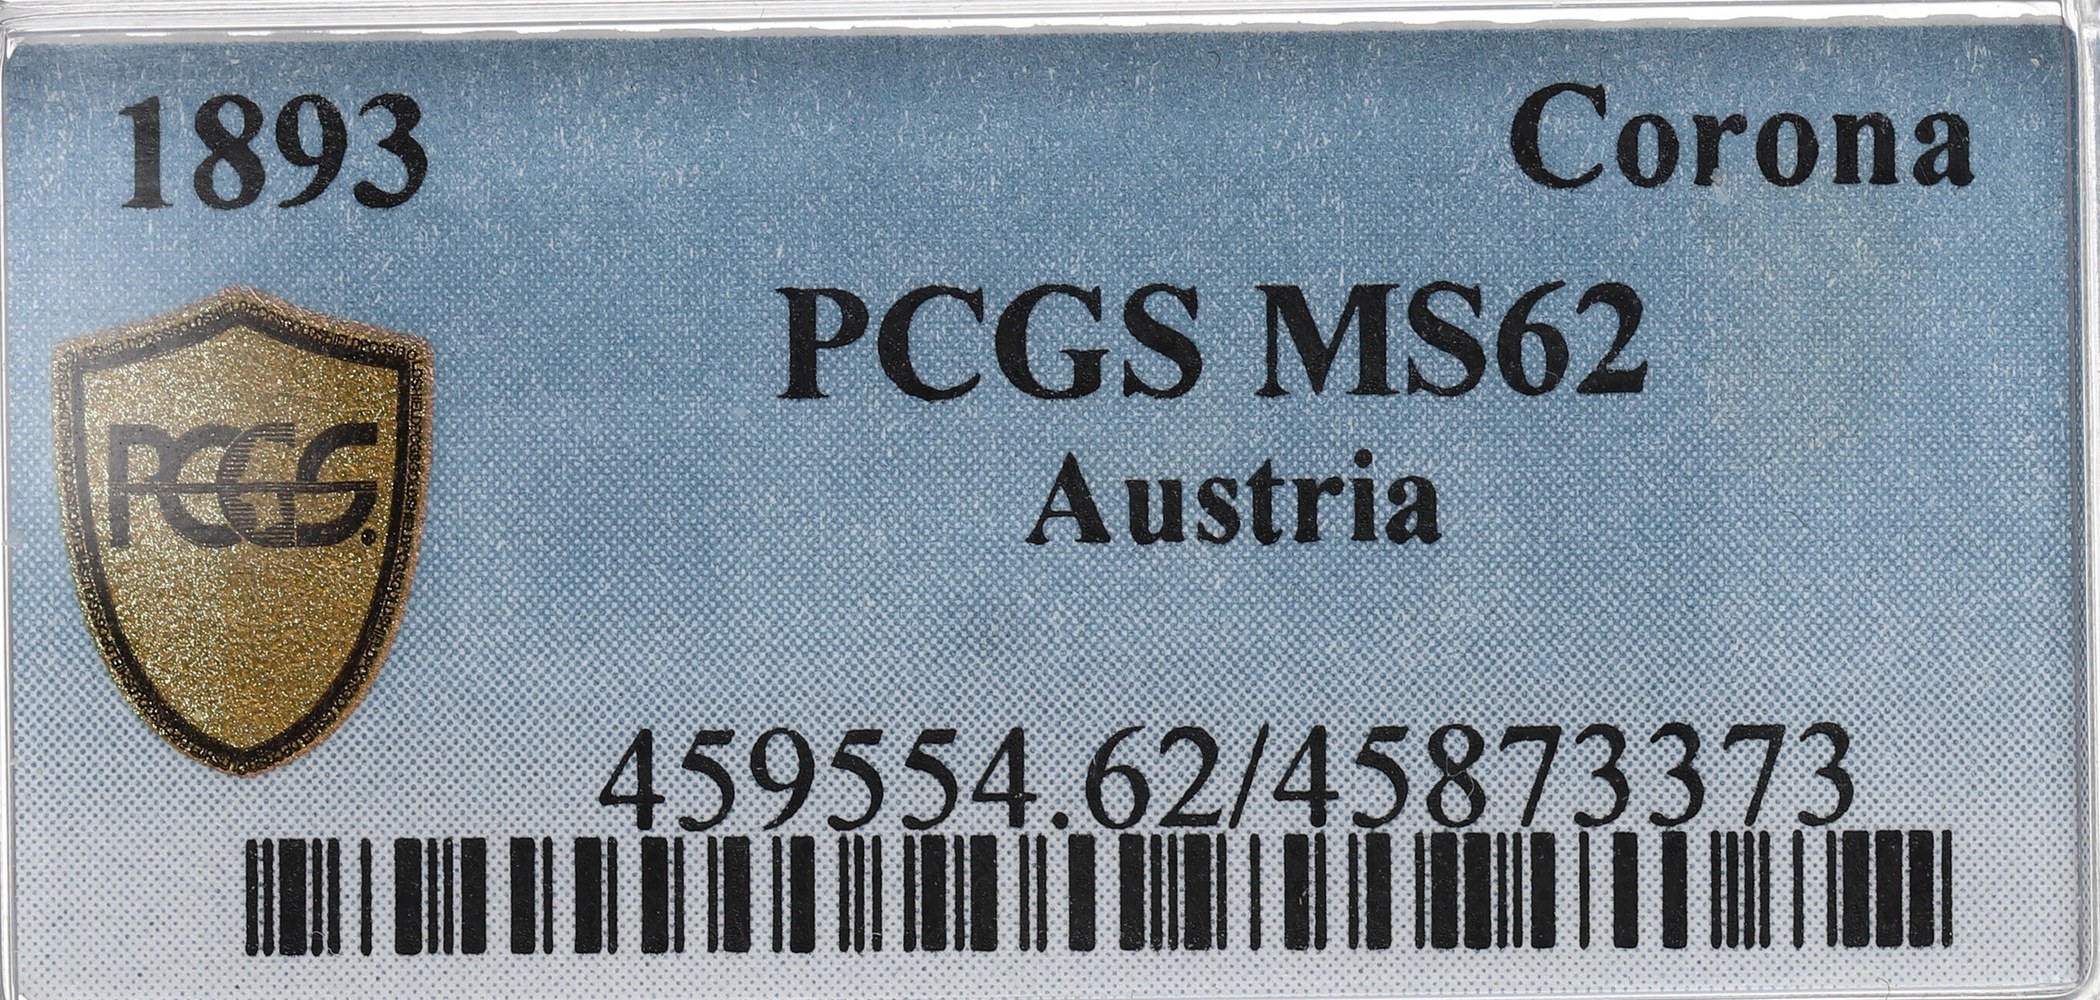 1893 Corona
PCGS MS62
Austria
PCGS.
459554.62/45873373